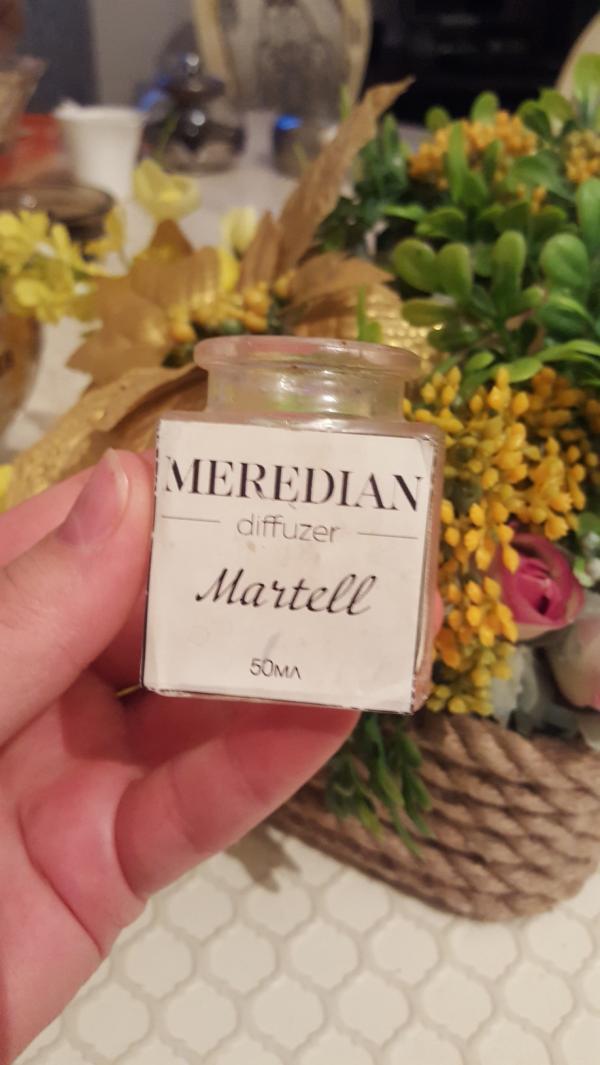 MEREDIAN
diffuzer
Martell
50мл